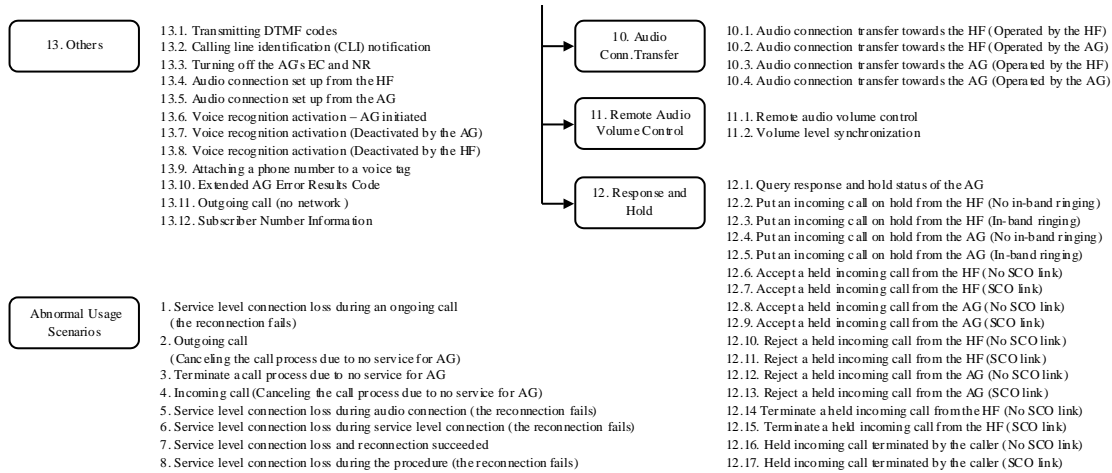 13. Others
13.1. Transmitting DTMF codes
13.2. Calling line identification (CLI) notification
13.3. Turning off the AG's EC and NR
13.4. Audio connection set up from the HF
13.5. Audio connection set up from the AG
13.6. Voice recognition activation – AG initiated
13.7. Voice recognition activation (Deactivated by the AG)
13.8. Voice recognition activation (Deactivated by the HF)
13.9. Attaching a phone number to a voice tag
13.10. Extended AG Error Results Code
13.11. Outgoing call (no network)
13.12. Subscriber Number Information
Abnormal Usage
Scenarios
1. Service level connection loss during an ongoing call
(the reconnection fails)
2. Outgoing call
(Canceling the call process due to no service for AG)
3. Terminate a call process due to no service for AG
4. Incoming call (Canceling the call process due to no service for AG)
5. Service level connection loss during audio connection (the reconnection fails)
6. Service level connection loss during service level connection (the reconnection fails)
7. Service level connection loss and reconnection succeeded
8. Service level connection loss during the procedure (the reconnection fails)
10. Audio
Conn.Transfer
10.1. Audio connection transfer towards the HF (Operated by the HF)
10.2. Audio connection transfer towards the HF (Operated by the AG)
10.3. Audio connection transfer towards the AG (Operated by the HF)
10.4. Audio connection transfer towards the AG (Operated by the AG)
11. Remote Audio
Volume Control
11.1. Remote audio volume control
11.2. Volume level synchronization
12. Response and
Hold
12.1. Query response and hold status of the AG
12.2. Put an incoming call on hold from the HF (No in-band ringing)
12.3. Put an incoming call on hold from the HF (In-band ringing)
12.4. Put an incoming call on hold from the AG (No in-band ringing)
12.5. Put an incoming call on hold from the AG (In-band ringing)
12.6. Accept a held incoming call from the HF (No SCO link)
12.7. Accept a held incoming call from the HF (SCO link)
12.8. Accept a held incoming call from the AG (No SCO link)
12.9. Accept a held incoming call from the AG (SCO link)
12.10. Reject a held incoming call from the HF (No SCO link)
12.11. Reject a held incoming call from the HF (SCO link)
12.12. Reject a held incoming call from the AG (No SCO link)
12.13. Reject a held incoming call from the AG (SCO link)
12.14 Terminate a held incoming call from the HF (No SCO link)
12.15. Terminate a held incoming call from the HF (SCO link)
12.16. Held incoming call terminated by the caller (No SCO link)
12.17. Held incoming call terminated by the caller (SCO link)